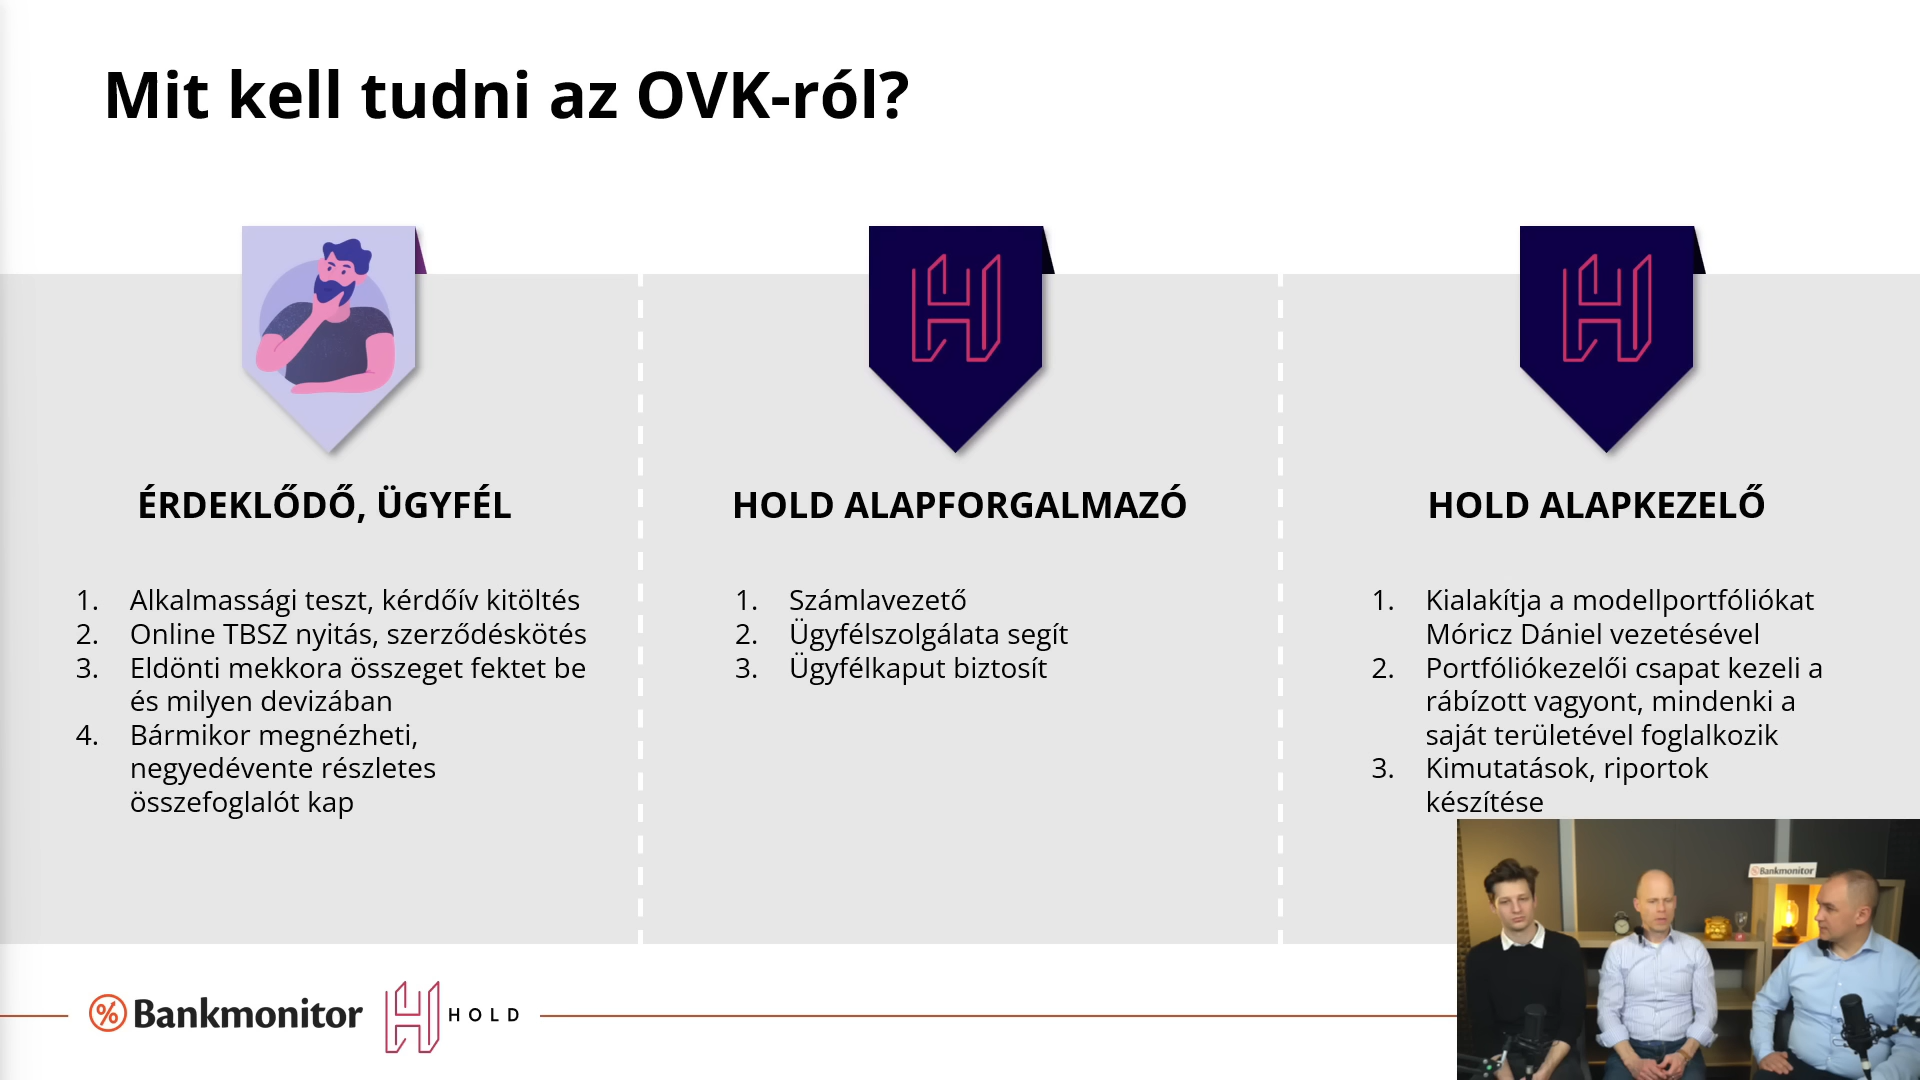 Mit kell tudni az OVK-ról?
ÉRDEKLŐDŐ, ÜGYFÉL
1. Alkalmassági teszt, kérdőív kitöltés
2. Online TBSZ nyitás, szerződéskötés
3. Eldönti mekkora összeget fektet be
és milyen devizában
4. Bármikor megnézheti,
negyedévente részletes
összefoglalót kap
HOLD ALAPFORGALMAZÓ
1. Számlavezető
2. Ügyfélszolgálata segít
3. Ügyfélkaput biztosít
HOLD ALAPKEZELŐ
1. Kialakítja a modellportfóliókat
Móricz Dániel vezetésével
2. Portfóliókezelői csapat kezeli a
rábízott vagyont, mindenki a
saját területével foglalkozik
3. Kimutatások, riportok
készítése
Bankmonitor
% Bankmonitor
HOLD